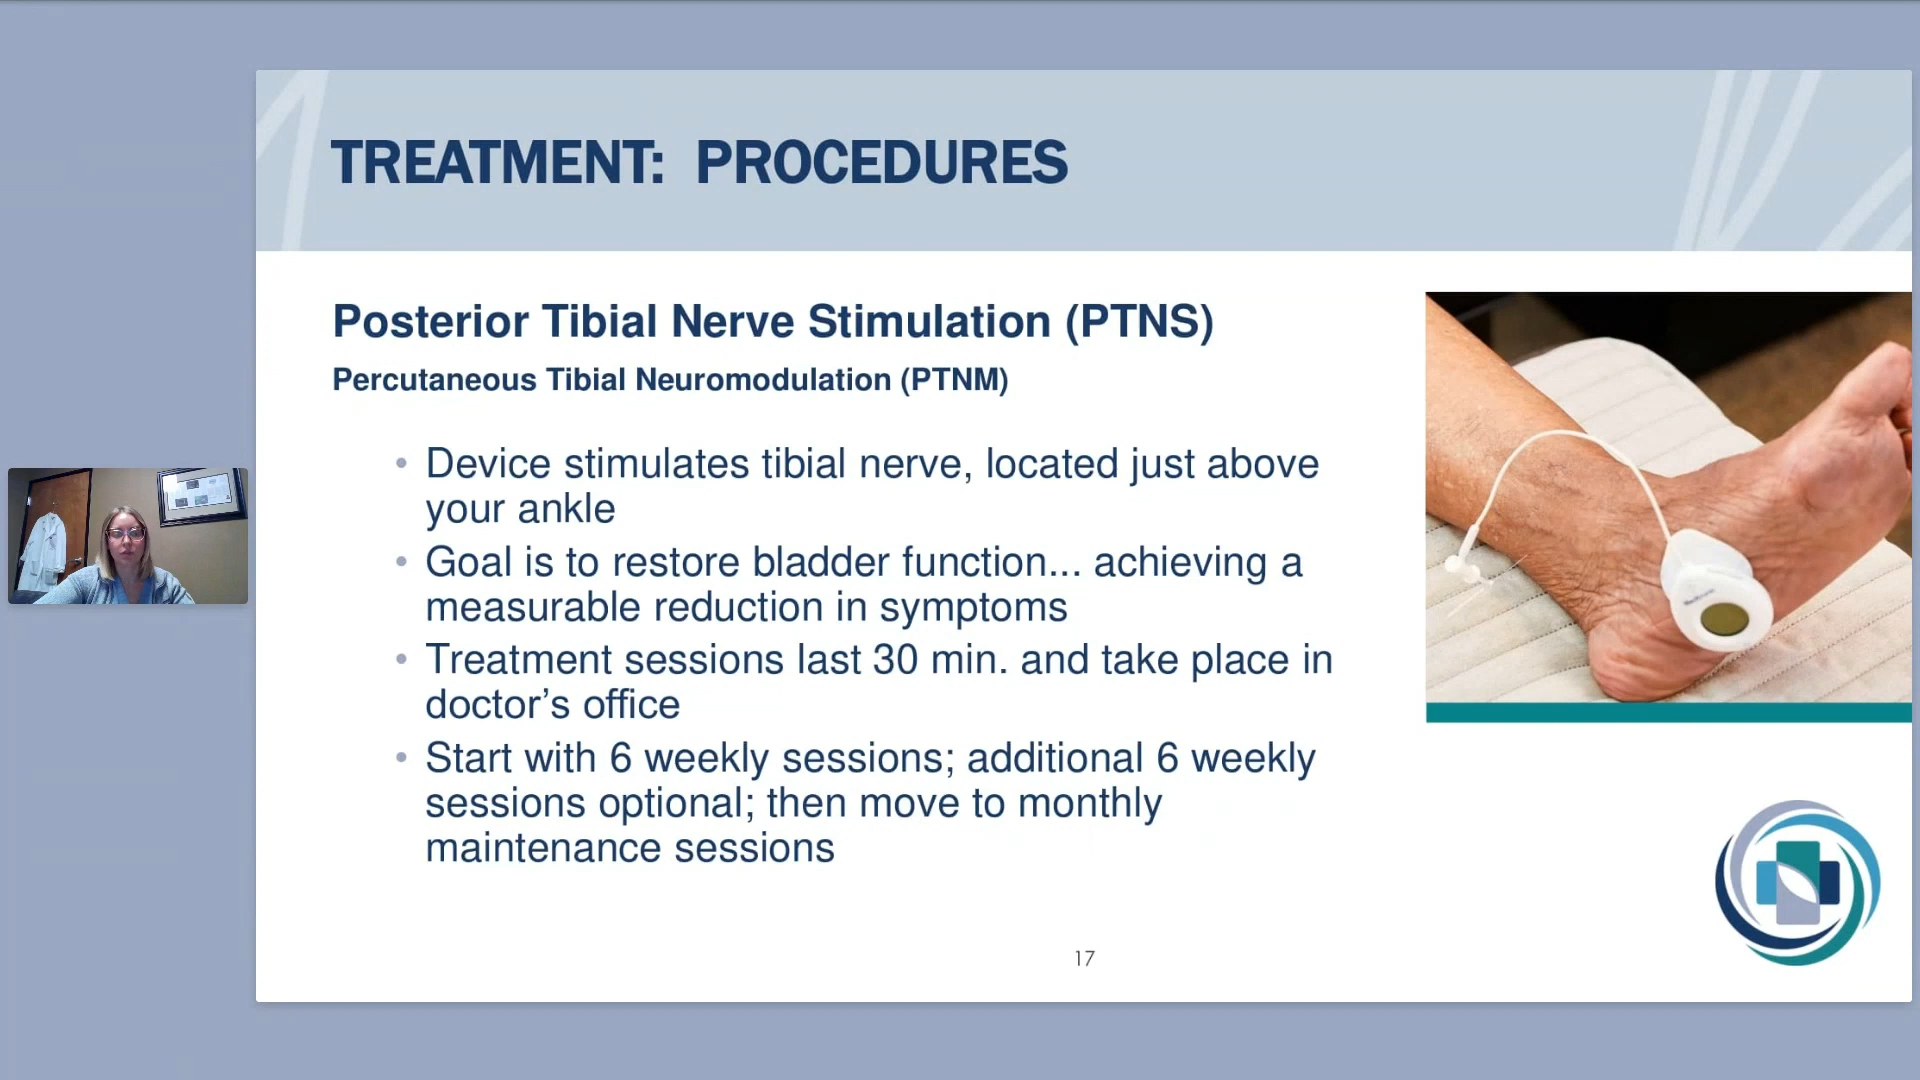 TREATMENT: PROCEDURES
Posterior Tibial Nerve Stimulation (PTNS)
Percutaneous Tibial Neuromodulation (PTNM)
• Device stimulates tibial nerve, located just above
your ankle
• Goal is to restore bladder function... achieving a
measurable reduction in symptoms
• Treatment sessions last 30 min. and take place in
doctor’s office
• Start with 6 weekly sessions; additional 6 weekly
sessions optional; then move to monthly
maintenance sessions
17